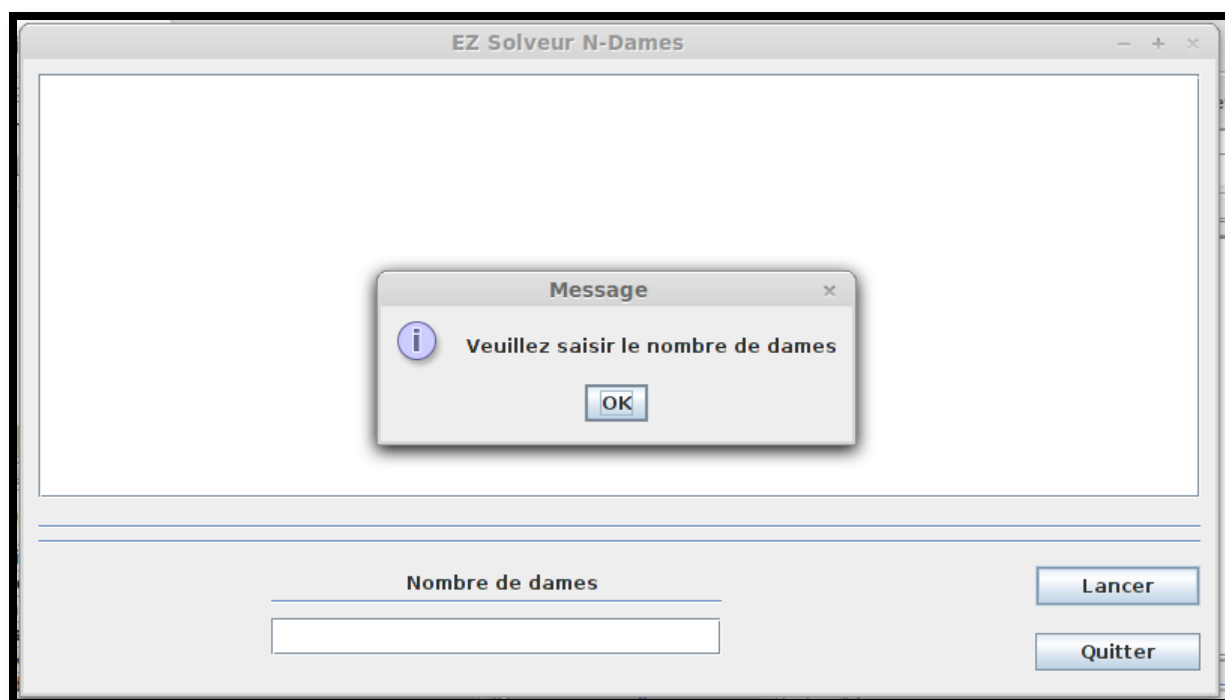 EZ Solveur N-Dames
Message
Veuillez saisir le nombre de dames
OK
Nombre de dames
Lancer
Quitter